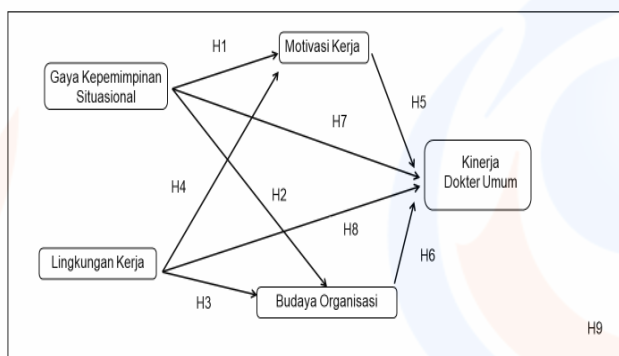 H1
Motivasi Kerja
Gaya Kepemimpinan
Situasional
H5
H7
Kinerja
Dokter Umum
H4
H2
H8
Lingkungan Kerja
H6
H3
Budaya Organisasi
H9